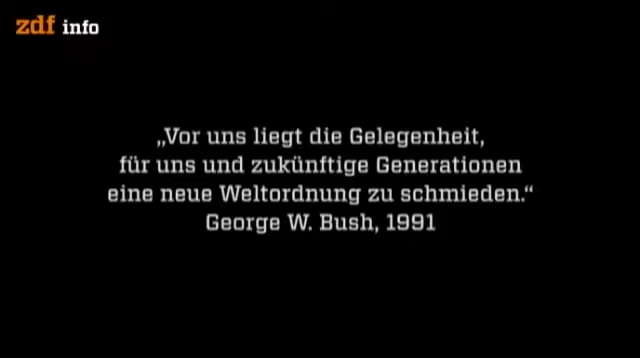 zdf info
„Vor uns liegt die Gelegenheit,
für uns und zukünftige Generationen
eine neue Weltordnung zu schmieden.“
George W. Bush, 1991